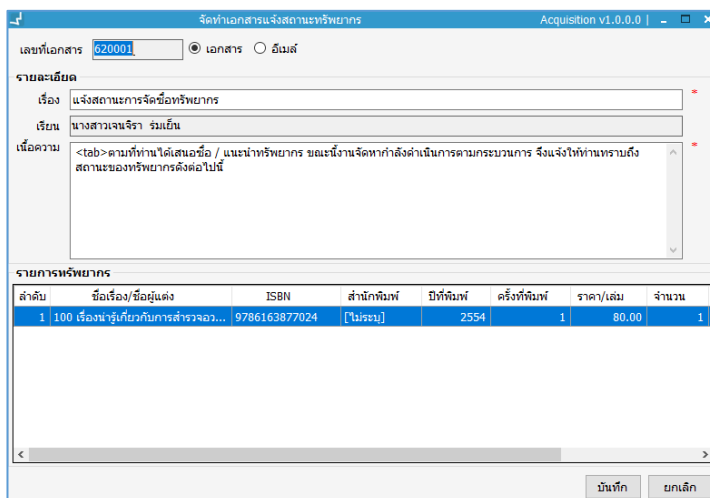 จัดทำเอกสารแจ้งสถานะทรัพยากร Acquisition v1.0.0.0 |
เลขที่เอกสาร 620001 เอกสาร อีเมล์
รายละเอียด
เรื่อง แจ้งสถานะการจัดซื้อทรัพยากร *
เรียน นางสาวเจนจิรา ร่มเย็น
เนื้อความ <tab>ตามที่ท่านได้เสนอซื้อ / แนะนำทรัพยากร ขณะนี้งานจัดหากำลังดำเนินการตามกระบวนการ จึงแจ้งให้ท่านทราบถึง *
สถานะของทรัพยากรดังต่อไปนี้
รายการทรัพยากร
ลำดับ ชื่อเรื่อง/ชื่อผู้แต่ง ISBN สำนักพิมพ์ ปีที่พิมพ์ ครั้งที่พิมพ์ ราคา/เล่ม จำนวน
1 100 เรื่องน่ารู้เกี่ยวกับการสำรวจอว... 9786163877024 [ไม่ระบุ] 2554 1 80.00 1
บันทึก ยกเลิก